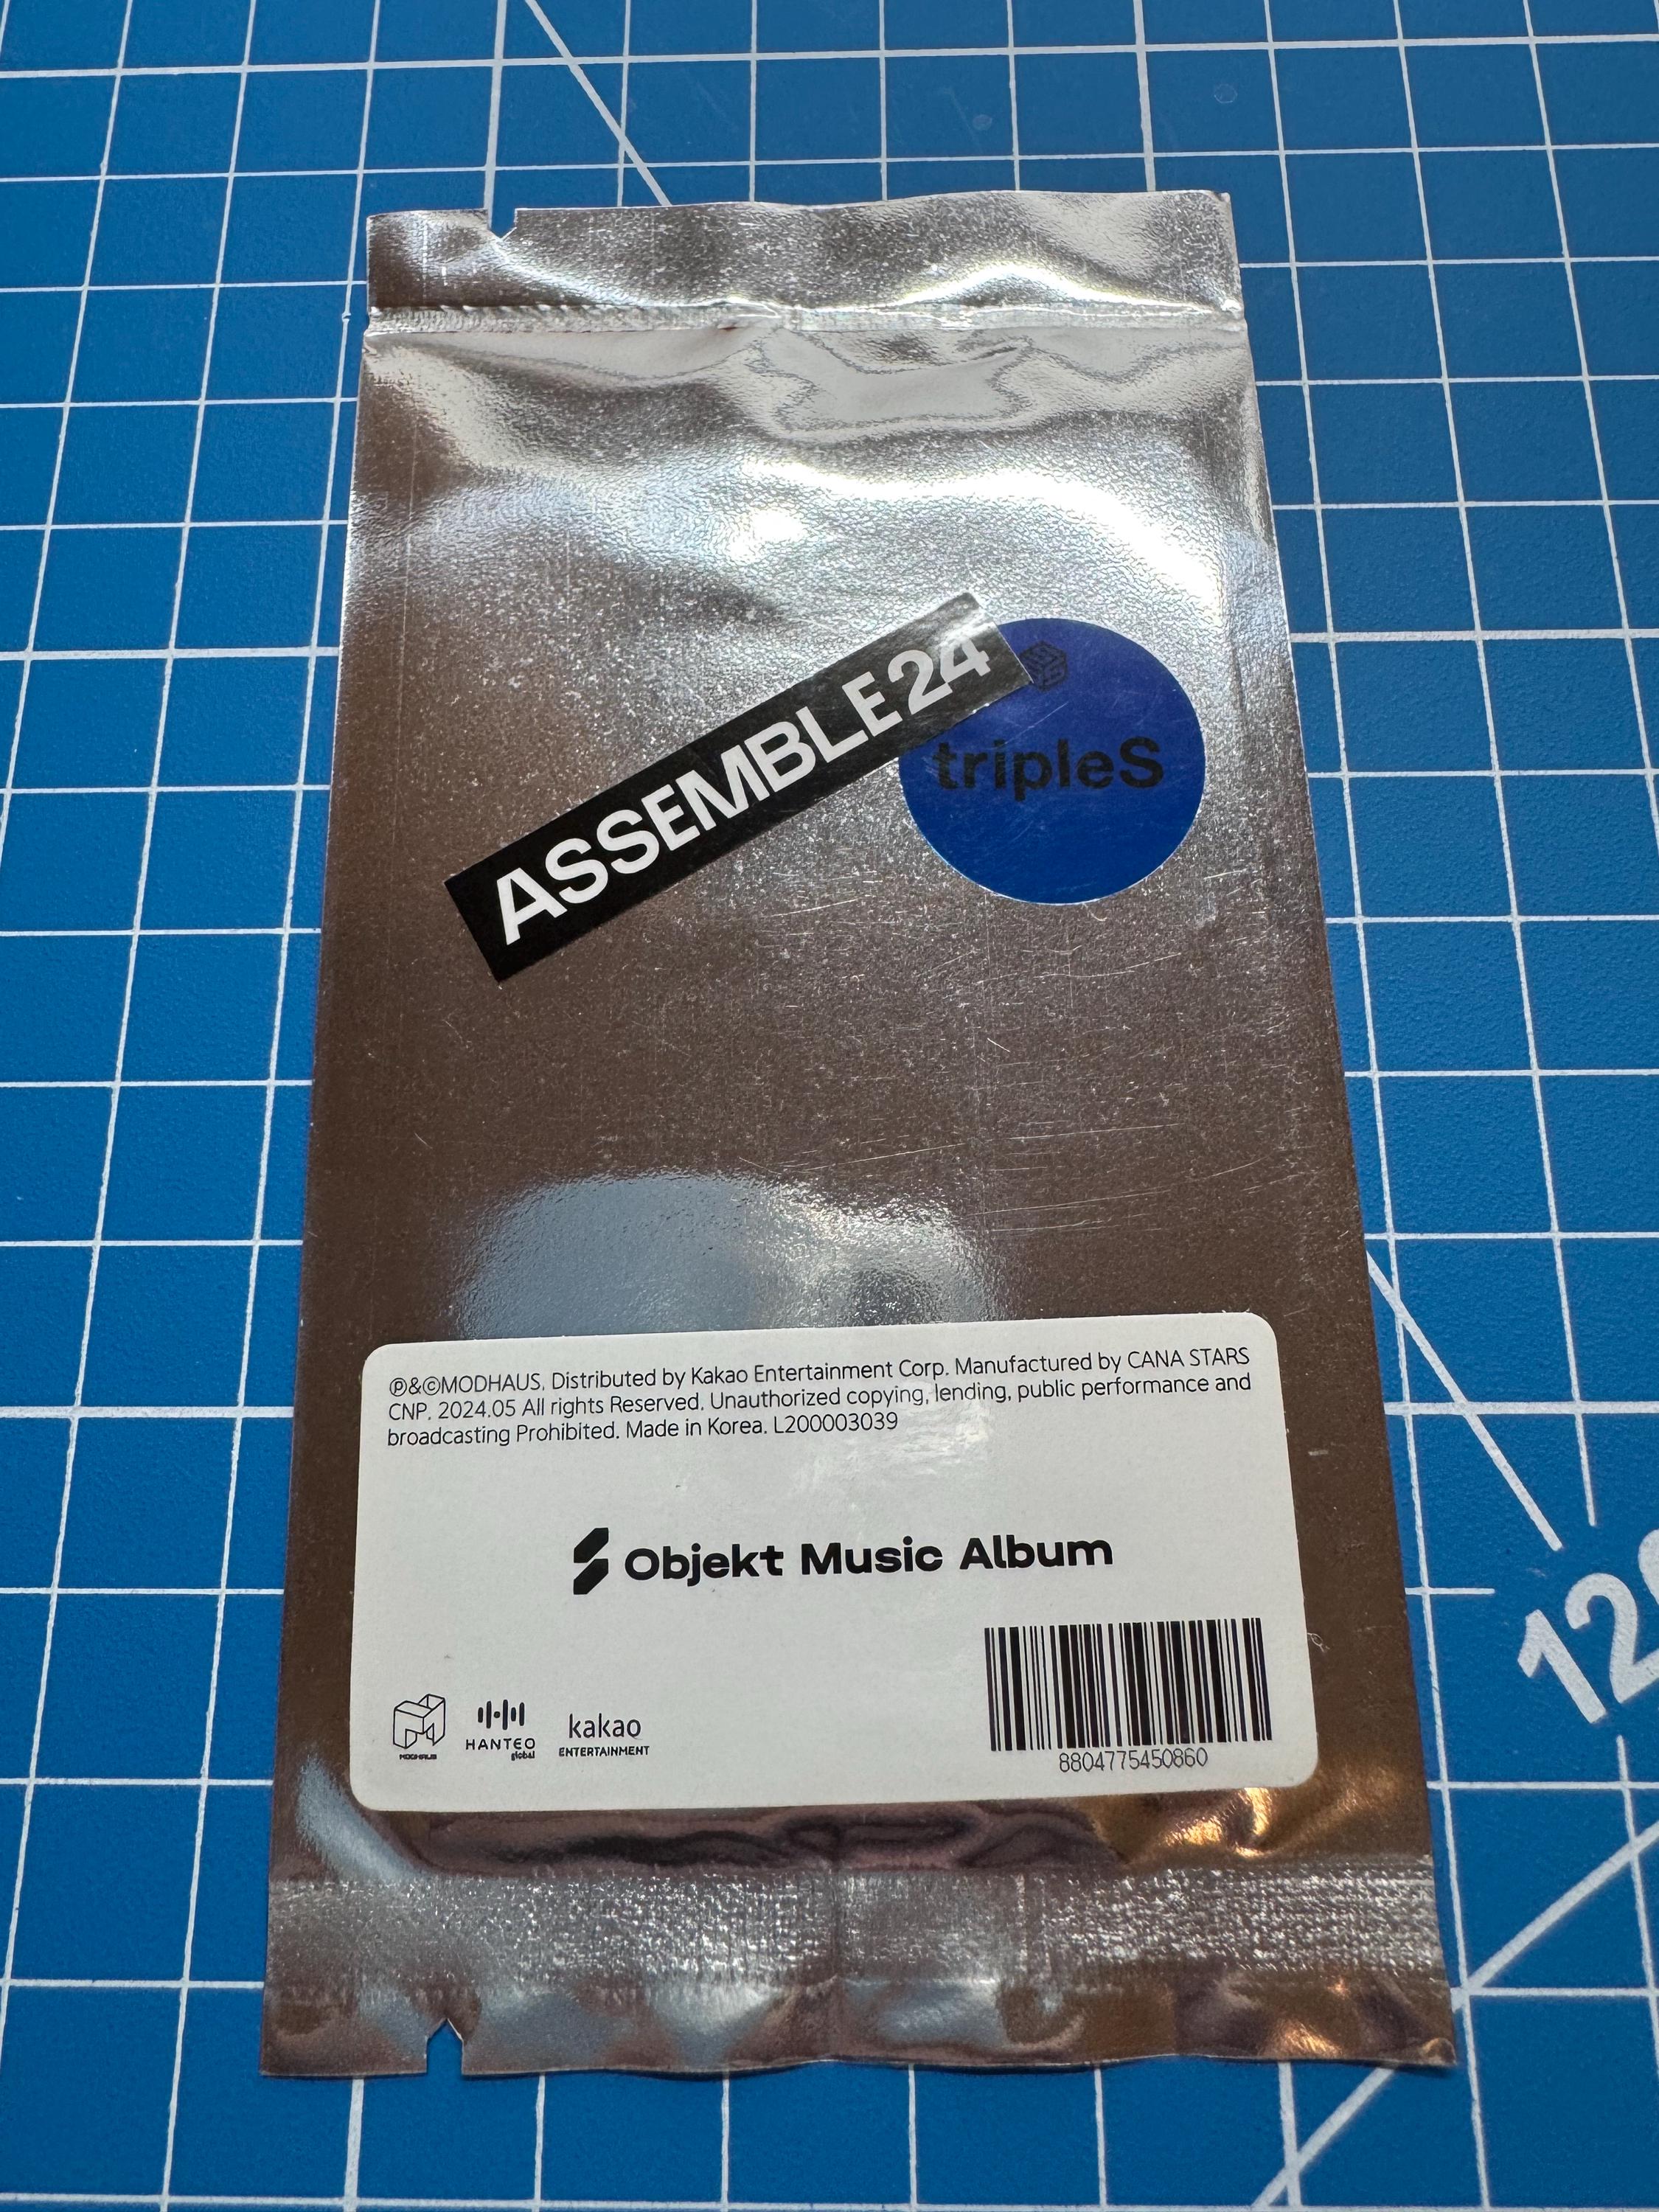 ASSEMBLE24
tripleS
℗&©MODHAUS. Distributed by Kakao Entertainment Corp. Manufactured by CANA STARS
CNP. 2024.05 All rights Reserved. Unauthorized copying, lending, public performance and
broadcasting Prohibited. Made in Korea. L200003039
Objekt Music Album
MODHAUS
HANTEO
global
kakao
ENTERTAINMENT
8804775450860